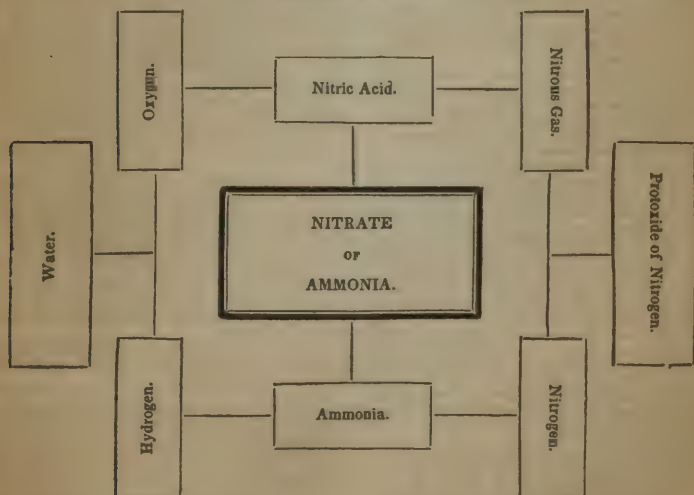 Oxygen.
Nitric Acid.
Nitrous Gas.
Water.
NITRATE
OF
AMMONIA.
Protoxide of Nitrogen.
Hydrogen.
Ammonia.
Nitrogen.